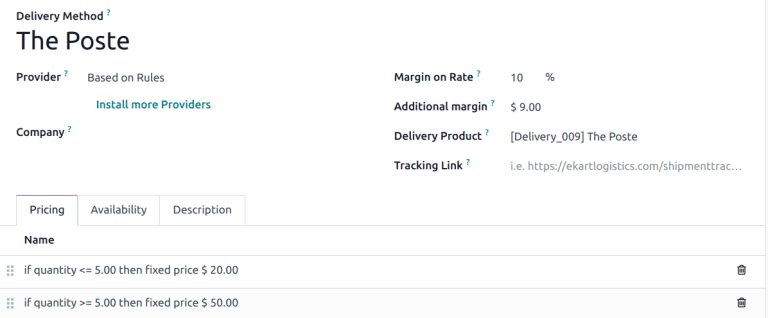 Delivery Method ?
The Poste
Provider ? Based on Rules
Install more Providers
Company ?
Margin on Rate ? 10 %
Additional margin ? $ 9.00
Delivery Product ? [Delivery_009] The Poste
Tracking Link ? i.e. https://ekartlogistics.com/shipmenttrac...
Pricing Availability Description
Name
if quantity <= 5.00 then fixed price $ 20.00
if quantity >= 5.00 then fixed price $ 50.00